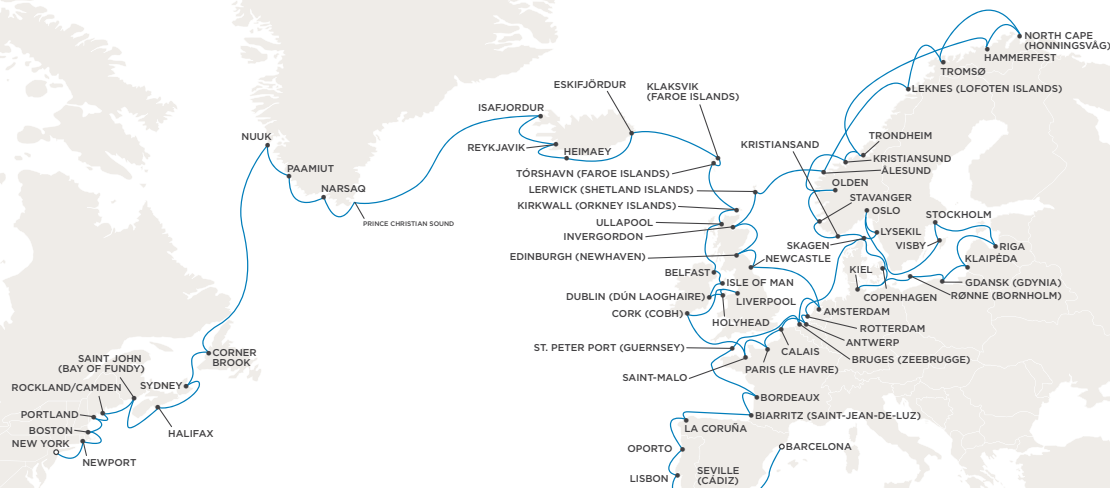 NORTH CAPE
(HONNINGSVÅG)
HAMMERFEST
TROMSØ
LEKNES (LOFOTEN ISLANDS)
ESKIFJÖRDUR
KLAKSVIK
(FAROE ISLANDS)
ISAFJORDUR
NUUK
REYKJAVIK
HEIMAEY
KRISTIANSAND
TRONDHEIM
KRISTIANSUND
ÅLESUND
PAAMIUT
TÓRSHAVN (FAROE ISLANDS)
NARSAQ
LERWICK (SHETLAND ISLANDS)
OLDEN
STAVANGER
KIRKWALL (ORKNEY ISLANDS)
OSLO
STOCKHOLM
PRINCE CHRISTIAN SOUND
ULLAPOOL
LYSEKIL
INVERGORDON
SKAGEN
VISBY
RIGA
EDINBURGH (NEWHAVEN)
NEWCASTLE
KLAIPÉDA
BELFAST
KIEL
ISLE OF MAN
GDANSK (GDYNIA)
DUBLIN (DÚN LAOGHAIRE)
LIVERPOOL
COPENHAGEN
RØNNE (BORNHOLM)
CORK (COBH)
HOLYHEAD
AMSTERDAM
ROTTERDAM
ANTWERP
ST. PETER PORT (GUERNSEY)
CALAIS
BRUGES (ZEEBRUGGE)
CORNER
BROOK
SAINT JOHN
(BAY OF FUNDY)
PARIS (LE HAVRE)
SAINT-MALO
ROCKLAND/CAMDEN
SYDNEY
BORDEAUX
PORTLAND
BIARRITZ (SAINT-JEAN-DE-LUZ)
BOSTON
HALIFAX
LA CORUÑA
NEW YORK
BARCELONA
OPORTO
NEWPORT
SEVILLE
(CÁDIZ)
LISBON